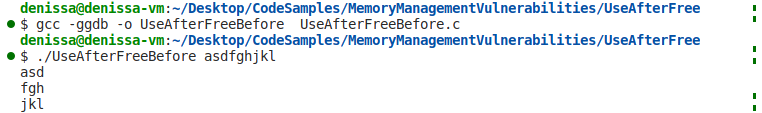 denissa@denissa-vm:~/Desktop/CodeSamples/MemoryManagementVulnerabilities/UseAfterFree
$ gcc -ggdb -o UseAfterFreeBefore  UseAfterFreeBefore.c
denissa@denissa-vm:~/Desktop/CodeSamples/MemoryManagementVulnerabilities/UseAfterFree
$ ./UseAfterFreeBefore asdfghjkl
asd
fgh
jkl